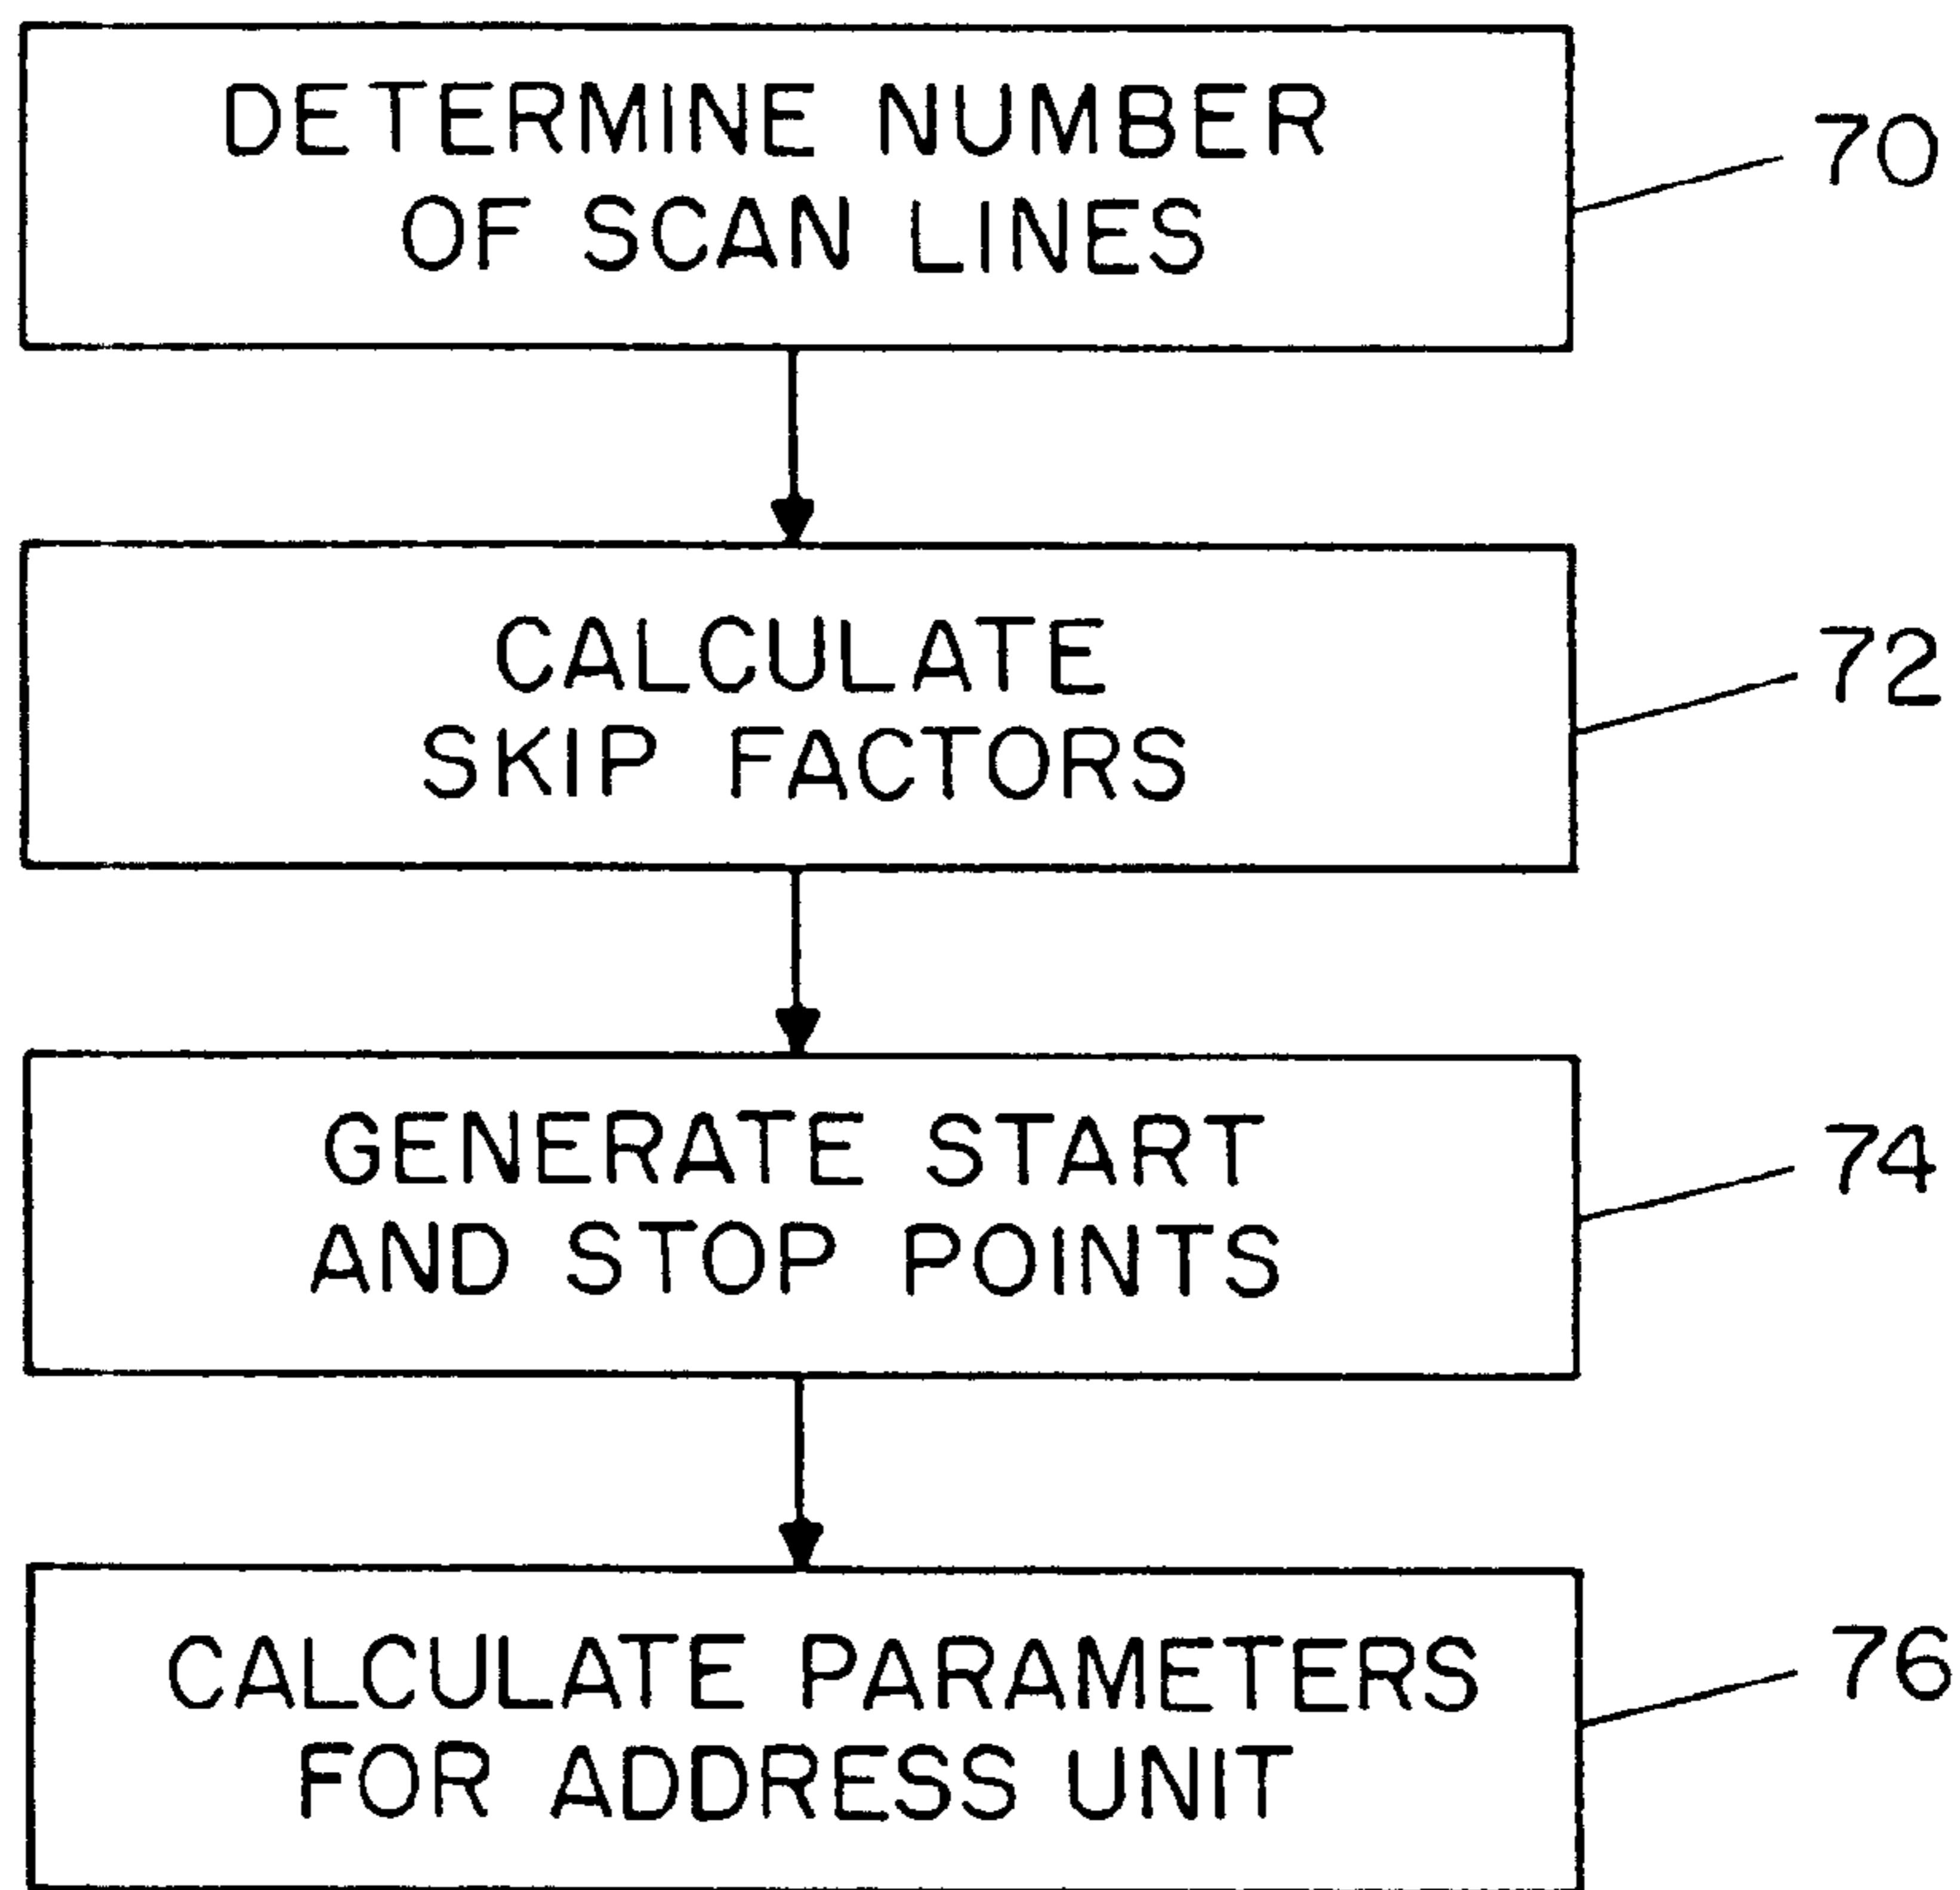 DETERMINE NUMBER
OF SCAN LINES
70
CALCULATE
SKIP FACTORS
72
GENERATE START
AND STOP POINTS
74
CALCULATE PARAMETERS
FOR ADDRESS UNIT
76